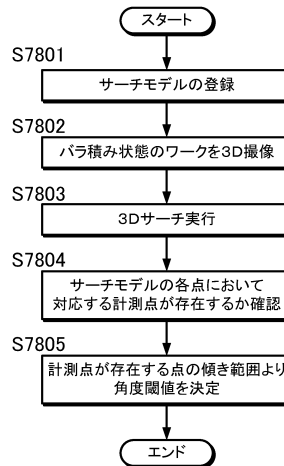 スタート
S7801
サーチモデルの登録
S7802
バラ積み状態のワークを3D撮像
S7803
3Dサーチ実行
S7804
サーチモデルの各点において
対応する計測点が存在するか確認
S7805
計測点が存在する点の傾き範囲より
角度閾値を決定
エンド